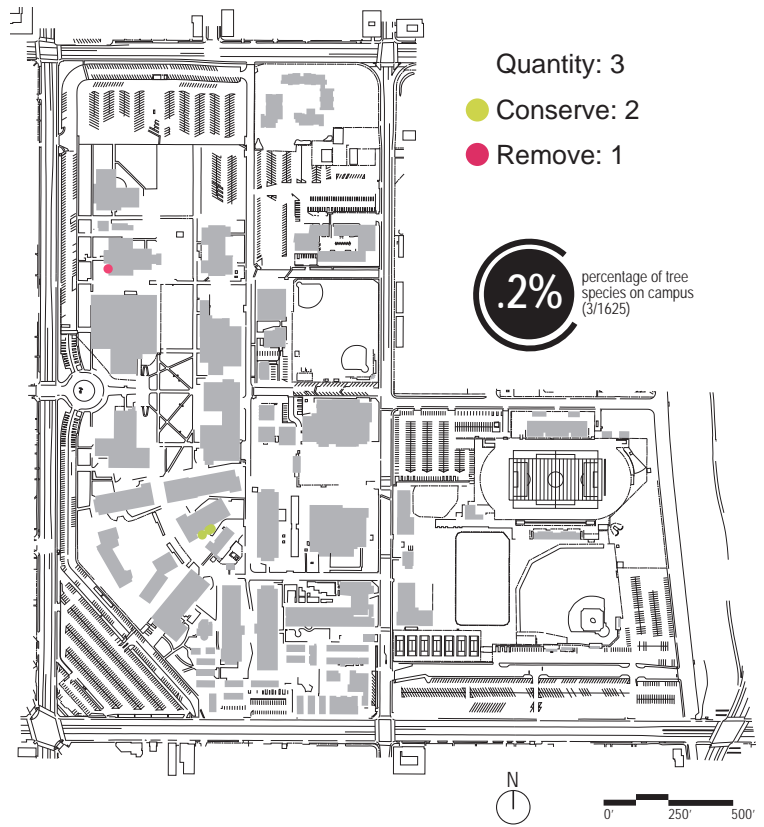 Quantity: 3
Conserve: 2
Remove: 1
.2%
percentage of tree
species on campus
(3/1625)
N
0' 250' 500'